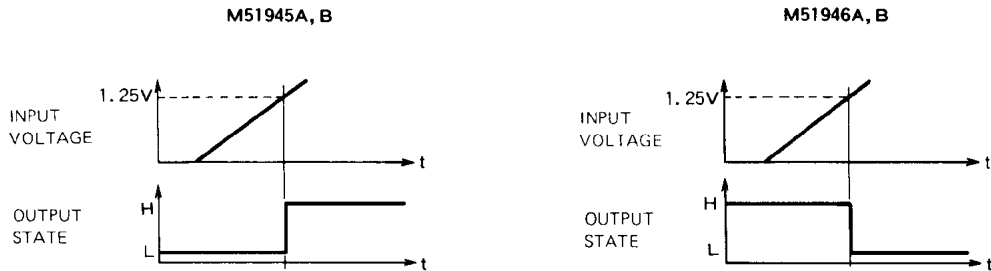 M51945A, B
1.25V
INPUT
VOLTAGE
t
H
OUTPUT
STATE
L
t
M51946A, B
1.25V
INPUT
VOLTAGE
t
H
OUTPUT
STATE
L
t